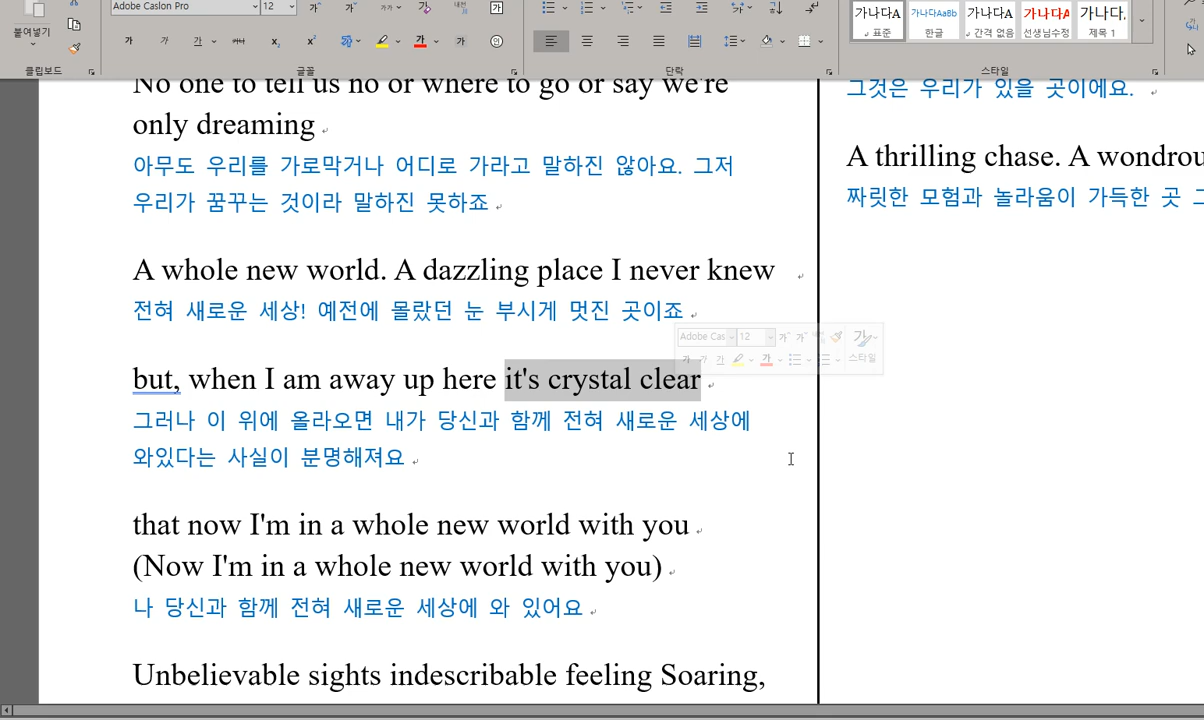 Adobe Caslon Pro
12
붙여넣기
가나다A
표준
가나다AaBb
한글
가나다A
간격 없음
가나다A
선생님수정
가나다.
제목 1
클립보드
글꼴
단락
스타일
No one to tell us no or where to go or say we're
only dreaming
아무도 우리를 가로막거나 어디로 가라고 말하진 않아요. 그저
우리가 꿈꾸는 것이라 말하진 못하죠
A whole new world. A dazzling place I never knew
전혀 새로운 세상! 예전에 몰랐던 눈 부시게 멋진 곳이죠
Adobe Cas
12
스타일
but, when I am away up here it's crystal clear
그러나 이 위에 올라오면 내가 당신과 함께 전혀 새로운 세상에
와있다는 사실이 분명해져요
that now I'm in a whole new world with you
(Now I'm in a whole new world with you)
나 당신과 함께 전혀 새로운 세상에 와 있어요
Unbelievable sights indescribable feeling Soaring,
그것은 우리가 있을 곳이에요.
A thrilling chase. A wondrou
짜릿한 모험과 놀라움이 가득한 곳